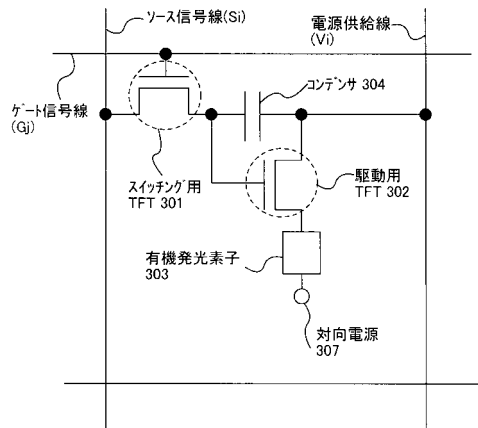 ソース信号線(Si)
電源供給線
(Vi)
ゲート信号線
(Gj)
コンデンサ 304
スイッチング用
TFT 301
駆動用
TFT 302
有機発光素子
303
対向電源
307